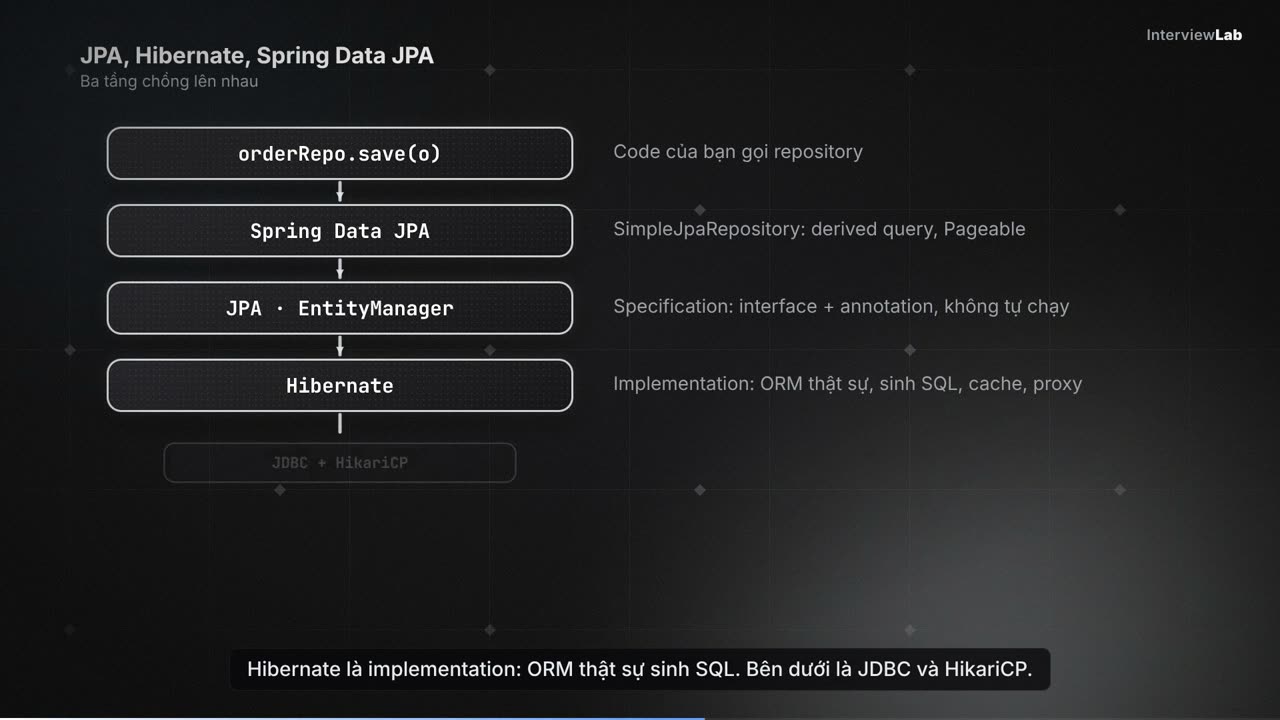 JPA, Hibernate, Spring Data JPA
InterviewLab
Ba tầng chồng lên nhau
orderRepo.save(o)
Code của bạn gọi repository
Spring Data JPA
SimpleJpaRepository: derived query, Pageable
JPA · EntityManager
Specification: interface + annotation, không tự chạy
Hibernate
Implementation: ORM thật sự, sinh SQL, cache, proxy
JDBC + HikariCP
Hibernate là implementation: ORM thật sự sinh SQL. Bên dưới là JDBC và HikariCP.